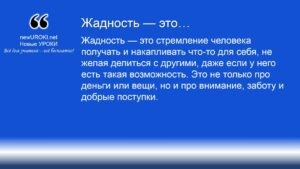 newUROKI.net
Новые УРОКИ
Всё для учителя – всё бесплатно!
Жадность — это…
Жадность — это стремление человека
получать и накапливать что-то для себя, не
желая делиться с другими, даже если у него
есть такая возможность. Это не только про
деньги или вещи, но и про внимание, заботу и
добрые поступки.